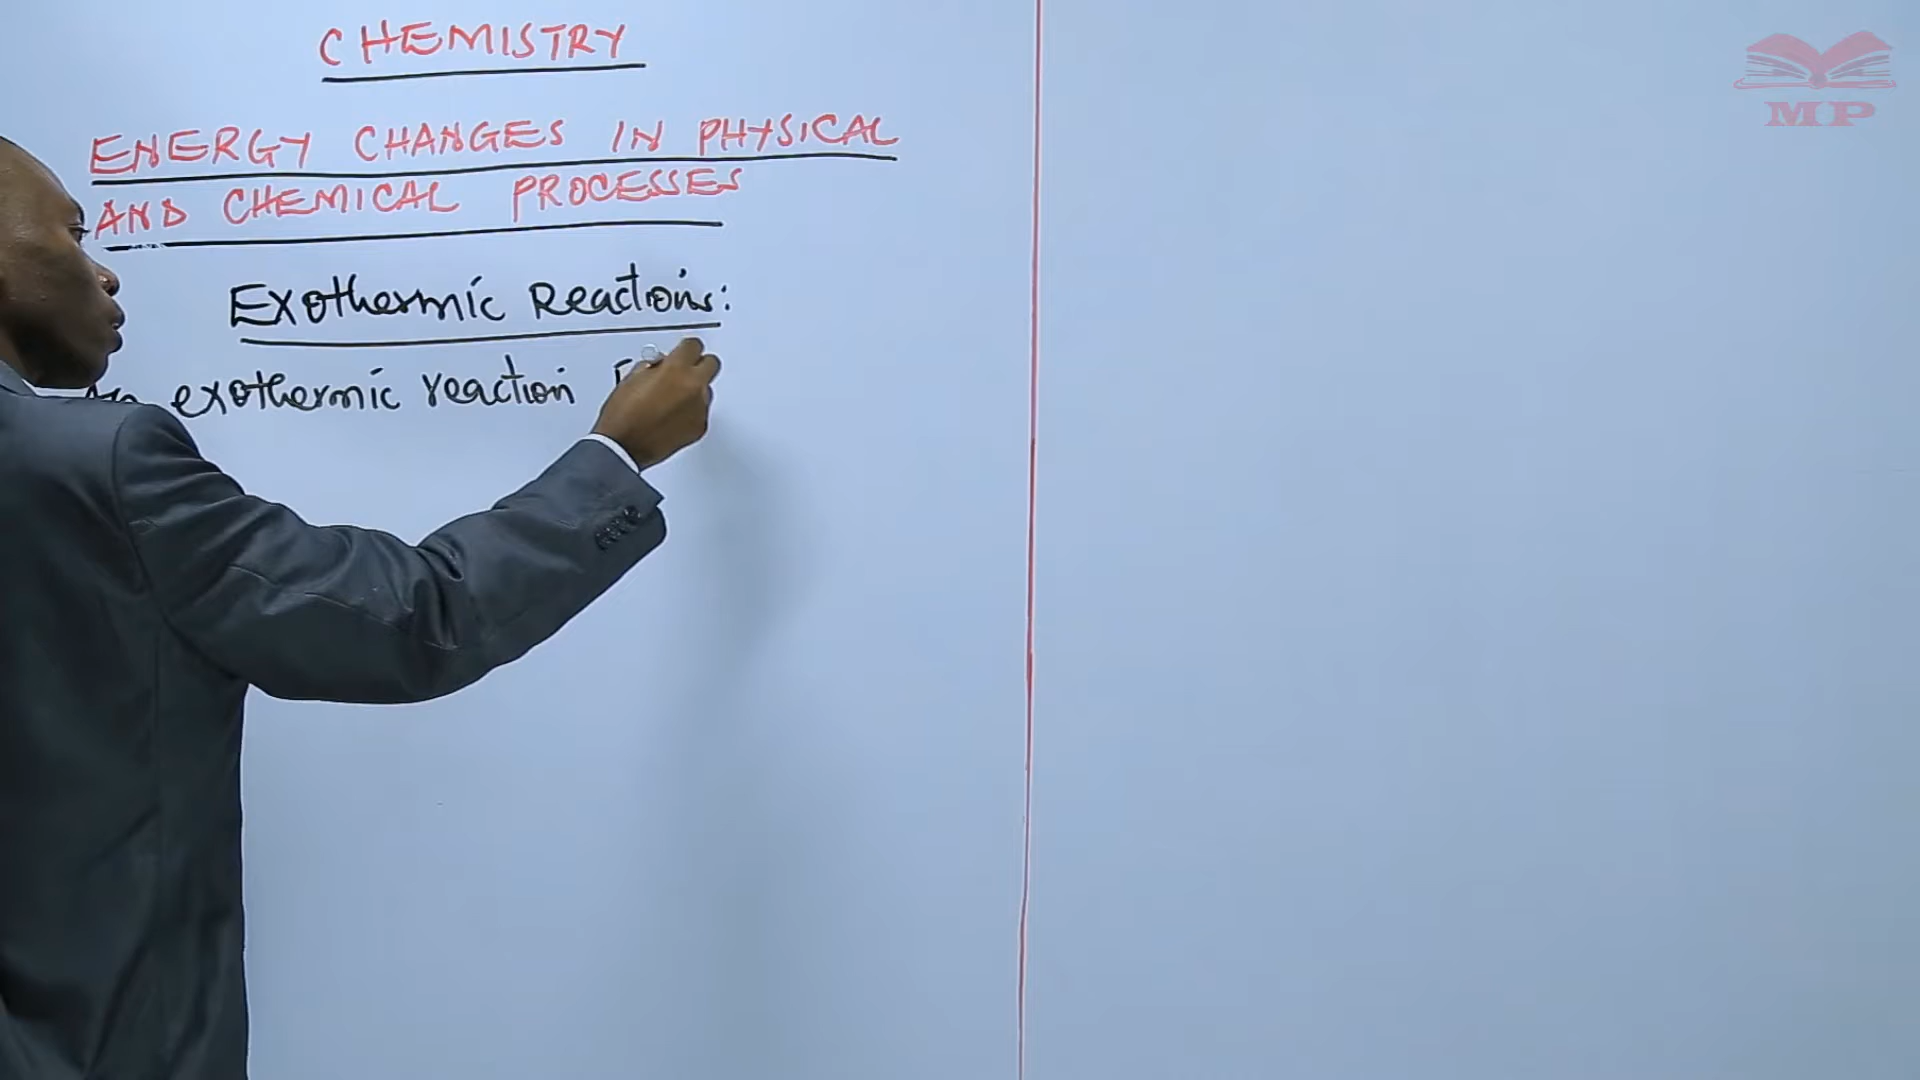 CHEMISTRY
ENERGY CHANGES IN PHYSICAL
AND CHEMICAL PROCESSES
Exothermic Reactions:
An exothermic reaction
MP